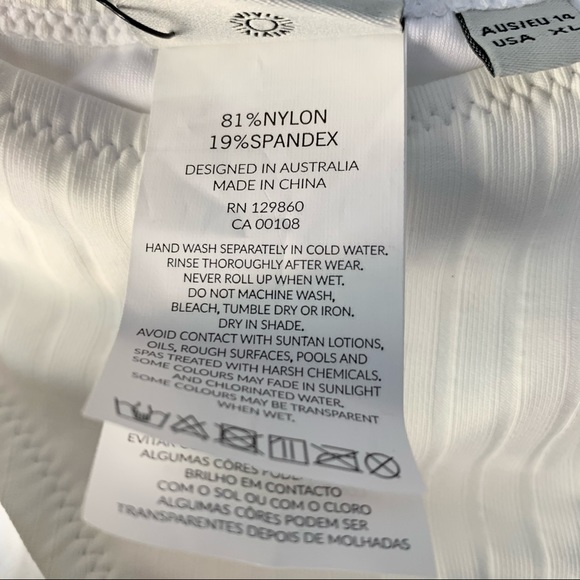 AUS/EU 14
USA XL
81%NYLON
19%SPANDEX
DESIGNED IN AUSTRALIA
MADE IN CHINA
RN 129860
CA 00108
HAND WASH SEPARATELY IN COLD WATER.
RINSE THOROUGHLY AFTER WEAR.
NEVER ROLL UP WHEN WET.
DO NOT MACHINE WASH,
BLEACH, TUMBLE DRY OR IRON.
DRY IN SHADE.
AVOID CONTACT WITH SUNTAN LOTIONS,
OILS, ROUGH SURFACES, POOLS AND
SPAS TREATED WITH HARSH CHEMICALS.
SOME COLOURS MAY FADE IN SUNLIGHT
AND CHLORINATED WATER.
SOME COLOURS MAY BE TRANSPARENT
WHEN WET.
EVITAR
ALGUMAS CÔRES
BRILHO EM CONTACTO
COM O SOL OU COM O CLORO
ALGUMAS CÔRES PODEM SER
TRANSPARENTES DEPOIS DE MOLHADAS